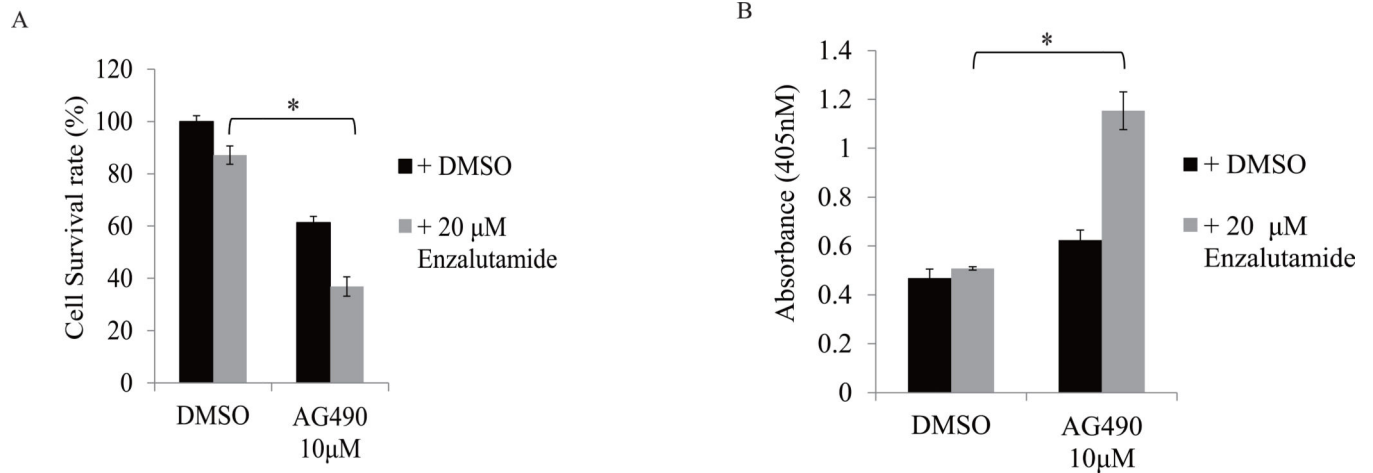 A
Cell Survival rate (%)
120
100
80
60
40
20
0
*
DMSO
AG490
10μM
+ DMSO
+ 20 μM
Enzalutamide
B
Absorbance (405nM)
1.4
1.2
1
0.8
0.6
0.4
0.2
0
*
DMSO
AG490
10μM
+ DMSO
+ 20 μM
Enzalutamide